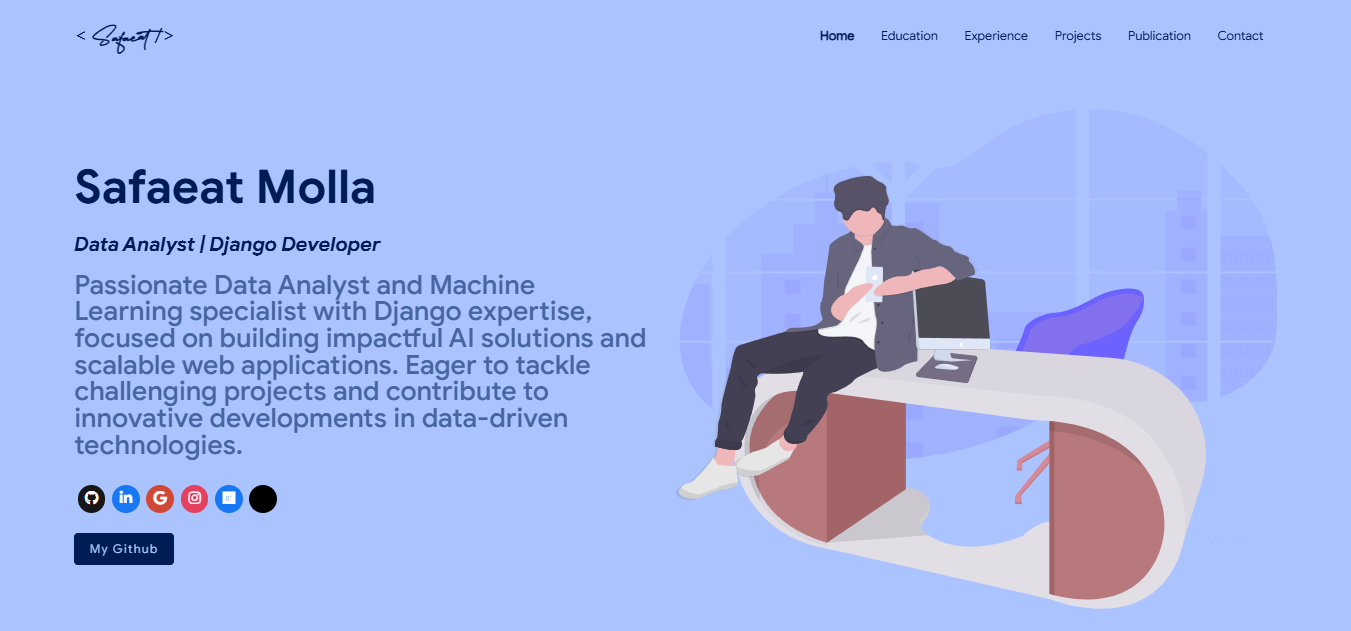 < Safaeat />
Home Education Experience Projects Publication Contact
Safaeat Molla
Data Analyst | Django Developer
Passionate Data Analyst and Machine
Learning specialist with Django expertise,
focused on building impactful AI solutions and
scalable web applications. Eager to tackle
challenging projects and contribute to
innovative developments in data-driven
technologies.
in G
My Github